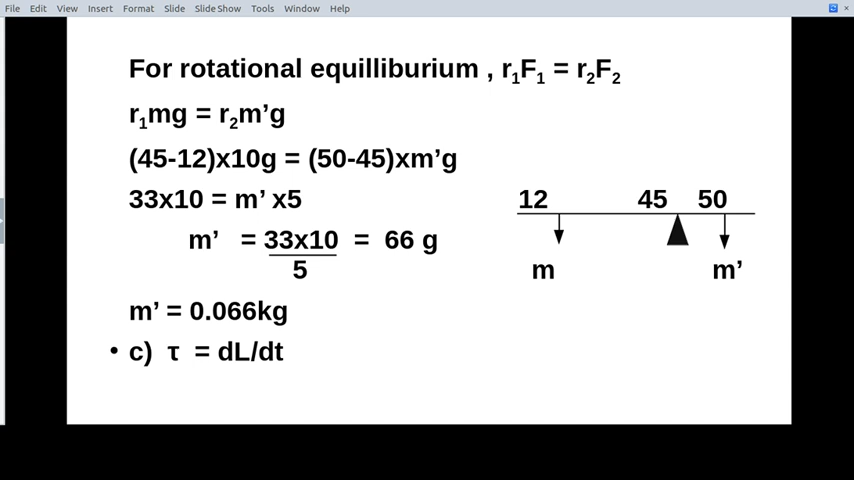 File Edit View Insert Format Slide Slide Show Tools Window Help
For rotational equilliburium , r₁F₁ = r₂F₂
r₁mg = r₂m’g
(45-12)x10g = (50-45)xm’g
33x10 = m’ x5
m’ = 33x10 = 66 g
5
m’ = 0.066kg
• c) τ = dL/dt
12 45 50
m m’